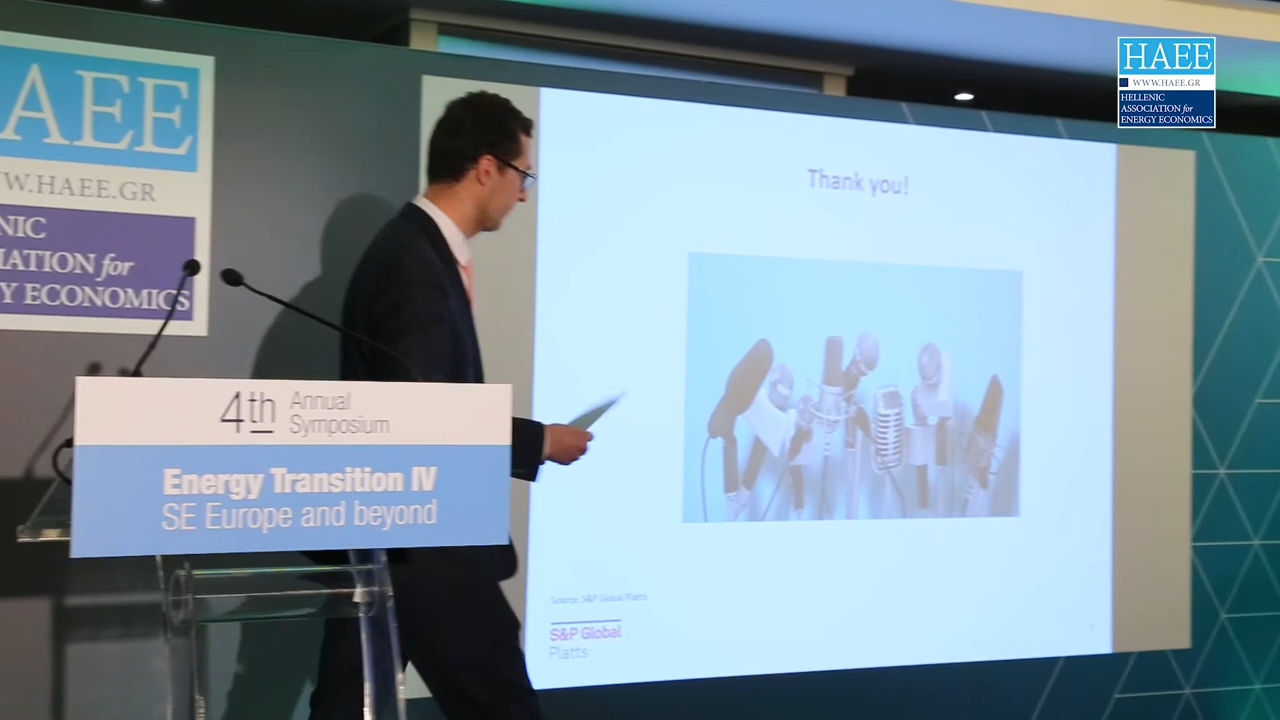 AEE
W.HAEE.GR
NIC
IATION for
Y ECONOMICS
4th Annual
Symposium
Energy Transition IV
SE Europe and beyond
Thank you!
Source: S&P Global Platts
S&P Global
Platts
HAEE
WWW.HAEE.GR
HELLENIC
ASSOCIATION for
ENERGY ECONOMICS